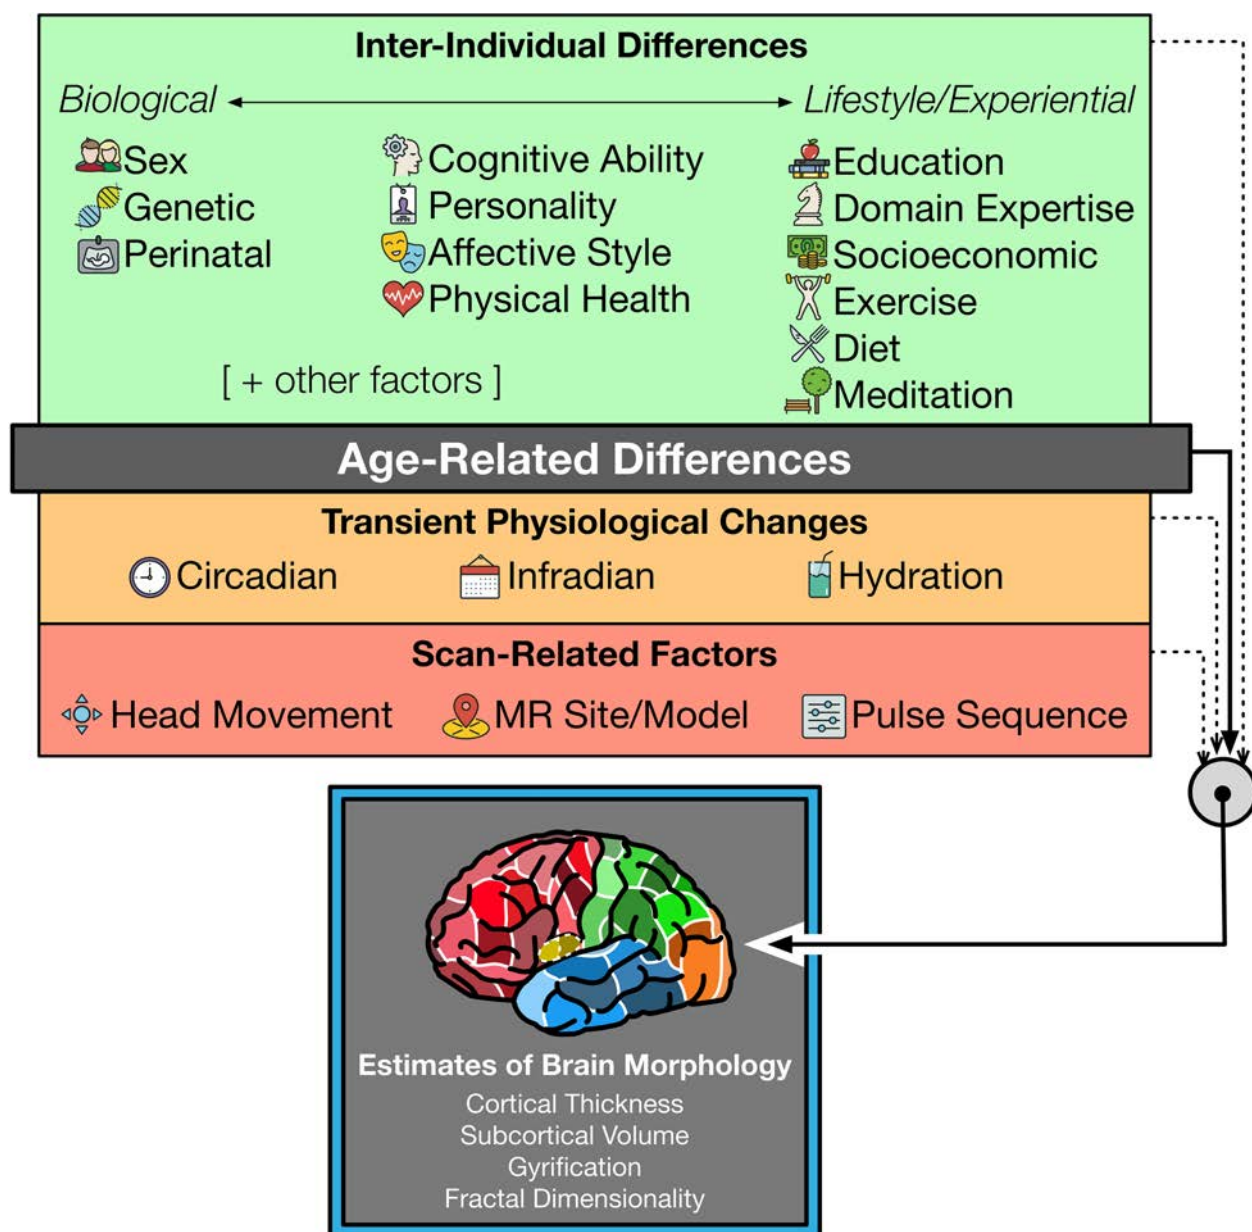 Inter-Individual Differences
Biological Lifestyle/Experiential
Sex Cognitive Ability Education
Genetic Personality Domain Expertise
Perinatal Affective Style Socioeconomic
Physical Health Exercise
Diet
[ + other factors ] Meditation
Age-Related Differences
Transient Physiological Changes
Circadian Infradian Hydration
Scan-Related Factors
Head Movement MR Site/Model Pulse Sequence
Estimates of Brain Morphology
Cortical Thickness
Subcortical Volume
Gyrification
Fractal Dimensionality